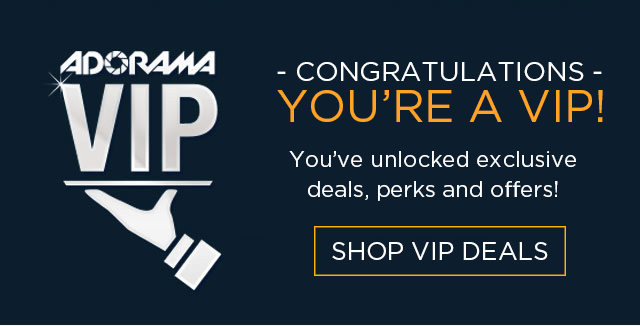 ADORAMA
VIP
- CONGRATULATIONS -
YOU'RE A VIP!
You've unlocked exclusive
deals, perks and offers!
SHOP VIP DEALS